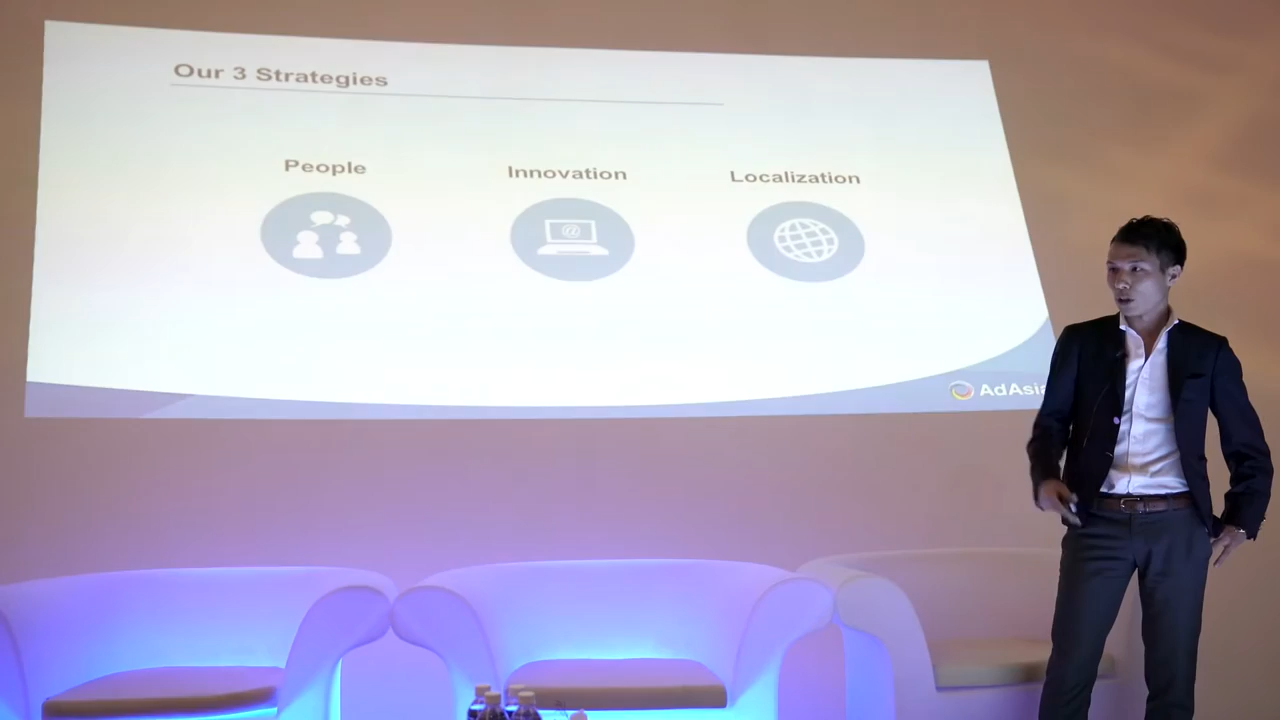 Our 3 Strategies
People
Innovation
Localization
@
AdAsia